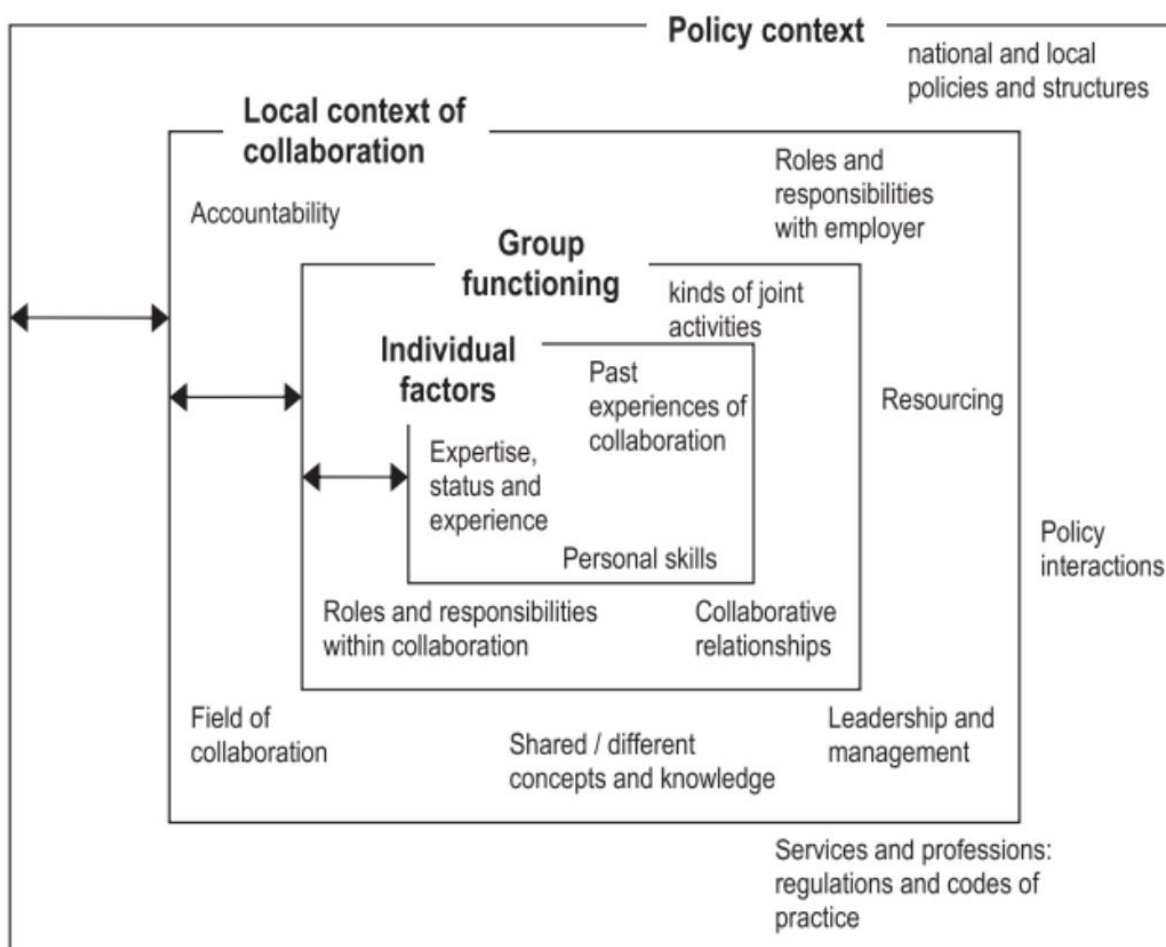 Policy context
national and local
policies and structures
Local context of
collaboration
Roles and
responsibilities
with employer
Accountability
Group
functioning
kinds of joint
activities
Individual
factors
Past
experiences of
collaboration
Resourcing
Expertise,
status and
experience
Personal skills
Policy
interactions
Roles and responsibilities
within collaboration
Collaborative
relationships
Field of
collaboration
Shared / different
concepts and knowledge
Leadership and
management
Services and professions:
regulations and codes of
practice